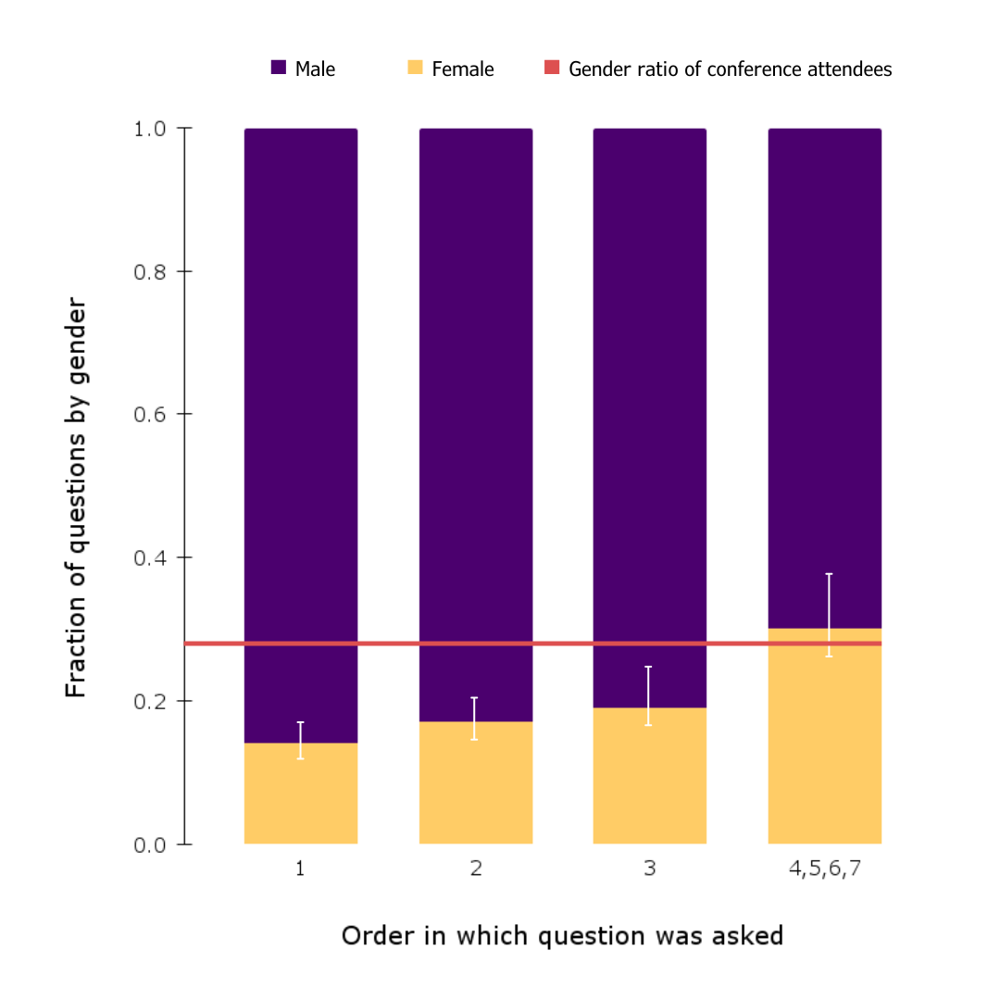 Male Female Gender ratio of conference attendees
1.0
0.8
0.6
0.4
0.2
0.0
Fraction of questions by gender
1 2 3 4,5,6,7
Order in which question was asked